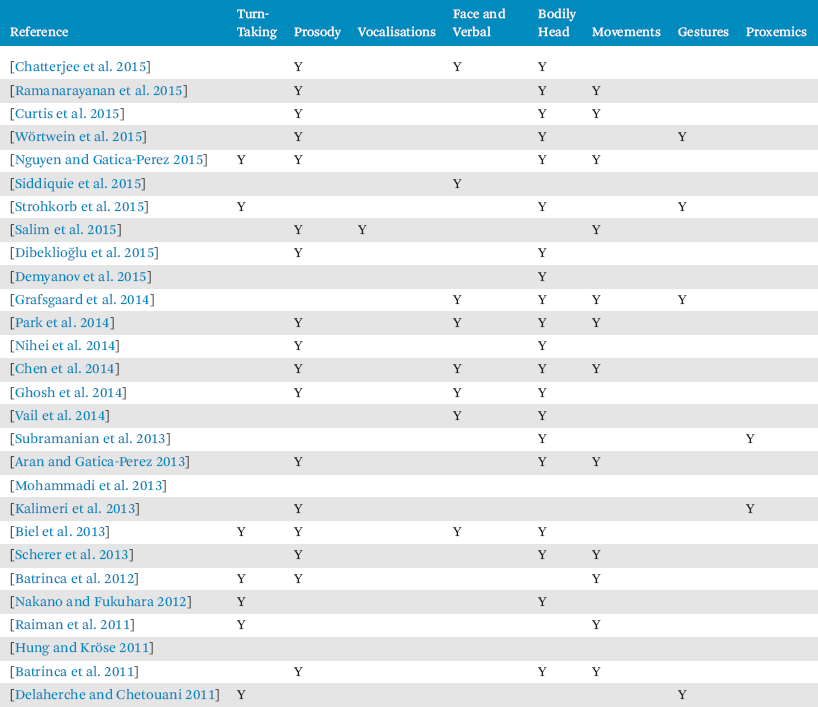 Turn- Face and Bodily
Reference Taking Prosody Vocalisations Verbal Head Movements Gestures Proxemics
[Chatterjee et al. 2015] Y Y Y
[Ramanarayanan et al. 2015] Y Y Y
[Curtis et al. 2015] Y Y Y
[Wörtwein et al. 2015] Y Y Y
[Nguyen and Gatica-Perez 2015] Y Y Y Y
[Siddiquie et al. 2015] Y
[Strohkorb et al. 2015] Y Y Y
[Salim et al. 2015] Y Y Y
[Dibeklioğlu et al. 2015] Y Y
[Demyanov et al. 2015] Y
[Grafsgaard et al. 2014] Y Y Y Y
[Park et al. 2014] Y Y Y Y
[Nihei et al. 2014] Y Y
[Chen et al. 2014] Y Y Y Y
[Ghosh et al. 2014] Y Y Y
[Vail et al. 2014] Y Y
[Subramanian et al. 2013] Y Y
[Aran and Gatica-Perez 2013] Y Y Y
[Mohammadi et al. 2013]
[Kalimeri et al. 2013] Y Y
[Biel et al. 2013] Y Y Y Y
[Scherer et al. 2013] Y Y Y
[Batrinca et al. 2012] Y Y Y
[Nakano and Fukuhara 2012] Y Y
[Raiman et al. 2011] Y Y
[Hung and Kröse 2011]
[Batrinca et al. 2011] Y Y Y
[Delaherche and Chetouani 2011] Y Y